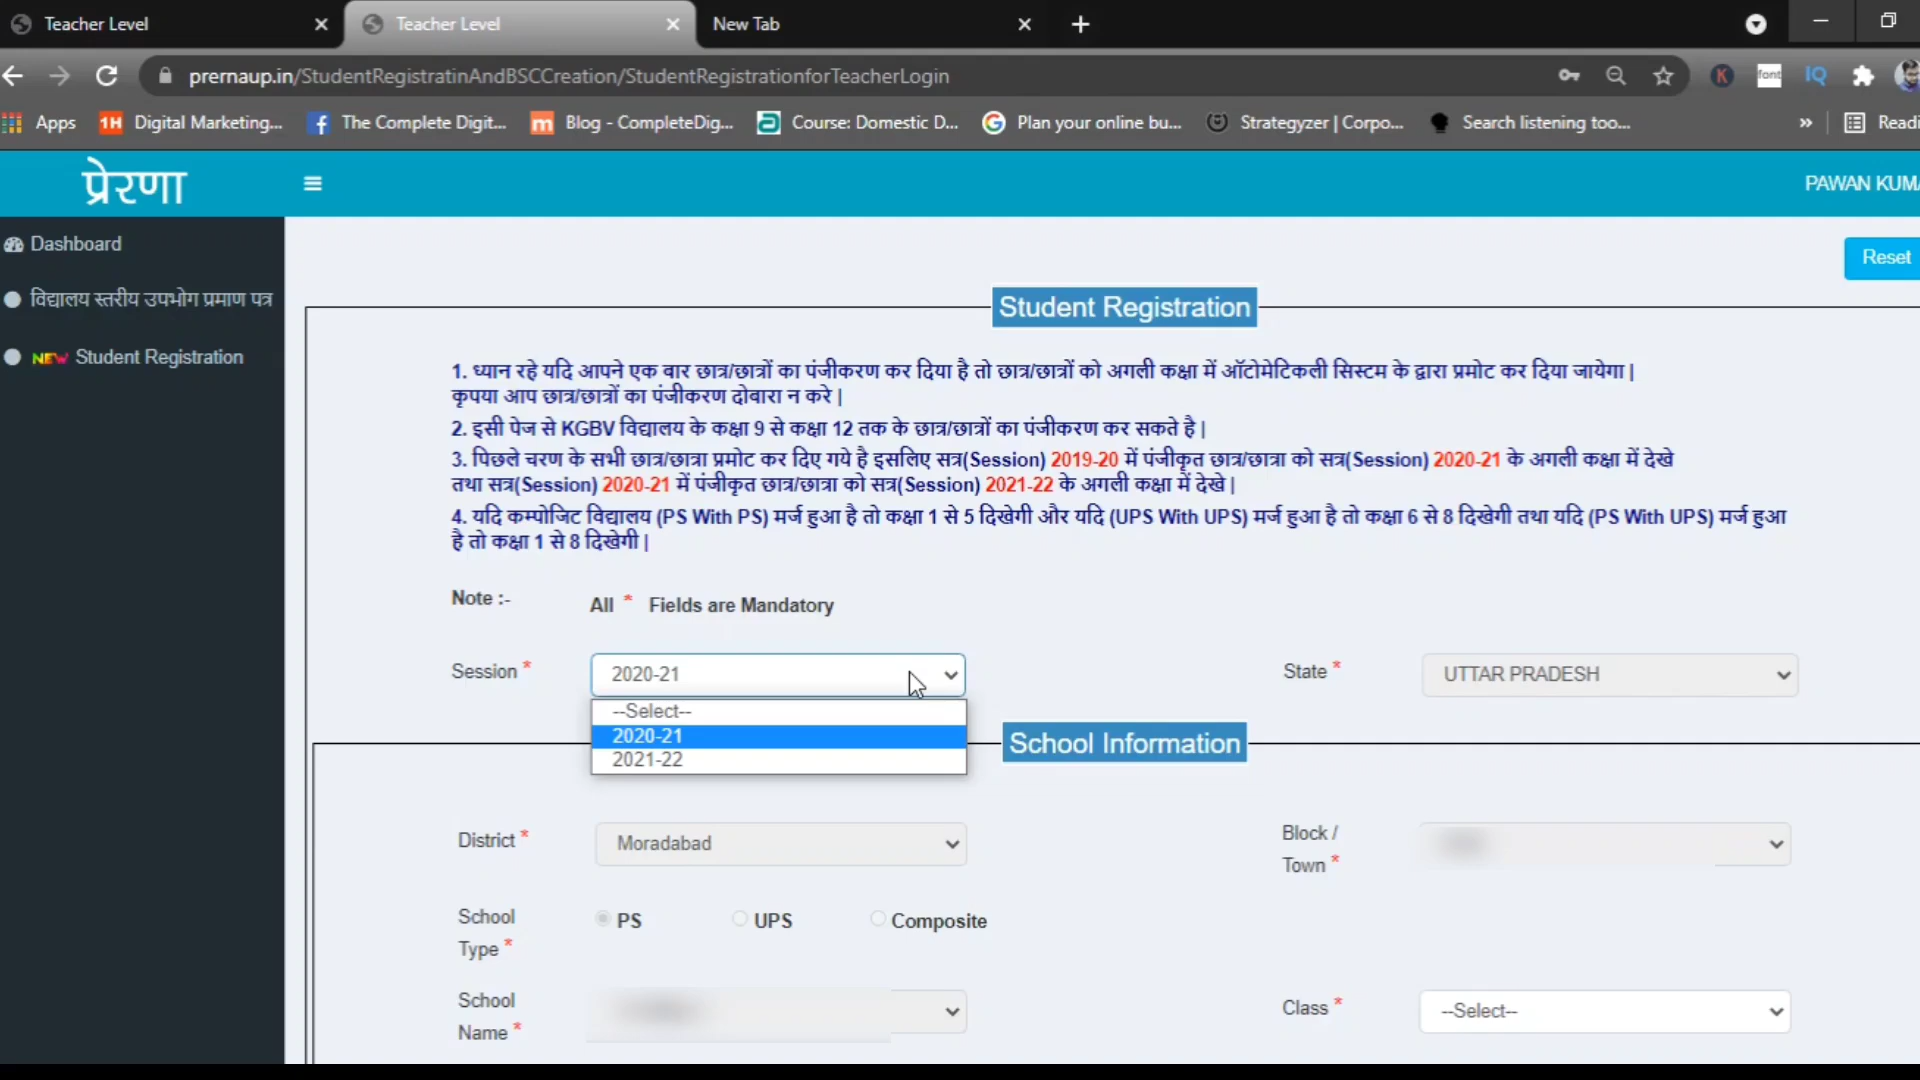 Teacher Level
Teacher Level
New Tab
prernaup.in/StudentRegistratinAndBSCCreation/StudentRegistrationforTeacherLogin
K
font
IQ
Apps
1H Digital Marketing...
The Complete Digit...
m Blog - CompleteDig...
Course: Domestic D...
Plan your online bu...
Strategyzer | Corpo...
Search listening too...
»
Readi
प्रेरणा
PAWAN KUMA
Dashboard
विद्यालय स्तरीय उपभोग प्रमाण पत्र
NEW Student Registration
Reset
Student Registration
1. ध्यान रहे यदि आपने एक बार छात्र/छात्रों का पंजीकरण कर दिया है तो छात्र/छात्रों को अगली कक्षा में ऑटोमेटिकली सिस्टम के द्वारा प्रमोट कर दिया जायेगा |
कृपया आप छात्र/छात्रों का पंजीकरण दोबारा न करे |
2. इसी पेज से KGBV विद्यालय के कक्षा 9 से कक्षा 12 तक के छात्र/छात्रों का पंजीकरण कर सकते है |
3. पिछले चरण के सभी छात्र/छात्रा प्रमोट कर दिए गये है इसलिए सत्र(Session) 2019-20 में पंजीकृत छात्र/छात्रा को सत्र(Session) 2020-21 के अगली कक्षा में देखे
तथा सत्र(Session) 2020-21 में पंजीकृत छात्र/छात्रा को सत्र(Session) 2021-22 के अगली कक्षा में देखे |
4. यदि कम्पोजिट विद्यालय (PS With PS) मर्ज हुआ है तो कक्षा 1 से 5 दिखेगी और यदि (UPS With UPS) मर्ज हुआ है तो कक्षा 6 से 8 दिखेगी तथा यदि (PS With UPS) मर्ज हुआ
है तो कक्षा 1 से 8 दिखेगी |
Note :- All * Fields are Mandatory
Session * 2020-21
State * UTTAR PRADESH
--Select--
2020-21
2021-22
School Information
District * Moradabad
Block /
Town *
School
Type *
PS UPS Composite
School
Name *
Class * --Select--